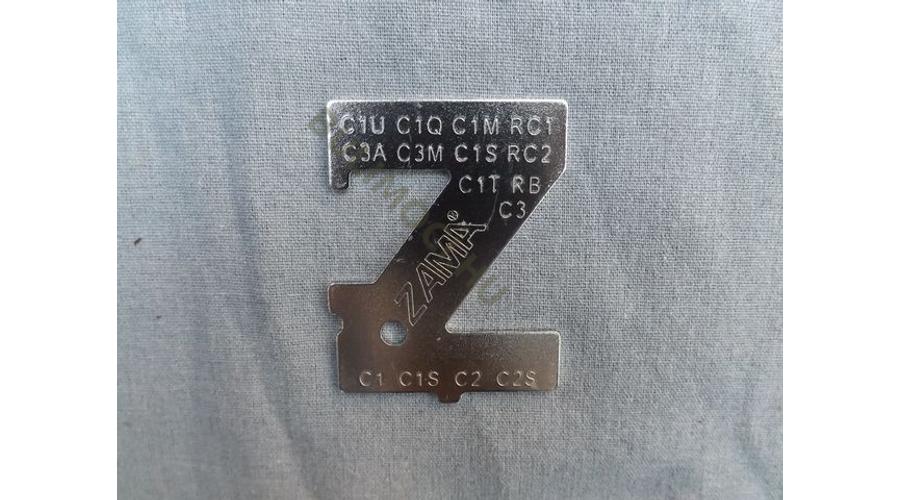 C1U C1Q C1M RC1
C3A C3M C1S RC2
C1T RB
C3
ZAMA®
C1 C1S C2 C2S